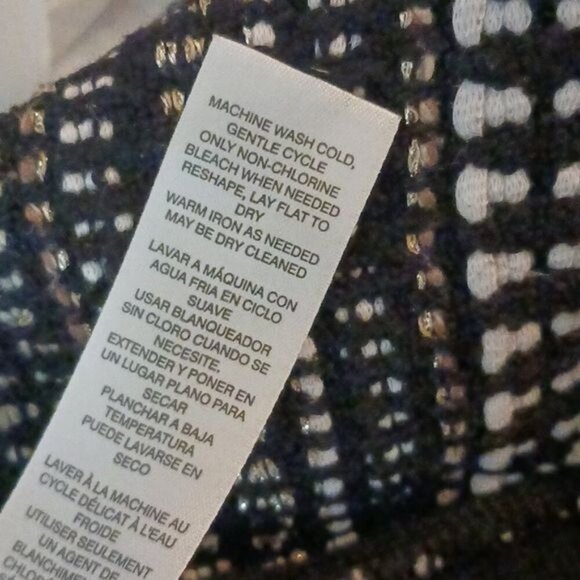 MACHINE WASH COLD,
GENTLE CYCLE
ONLY NON-CHLORINE
BLEACH WHEN NEEDED
RESHAPE, LAY FLAT TO
DRY
WARM IRON AS NEEDED
MAY BE DRY CLEANED
LAVAR A MÁQUINA CON
AGUA FRIA EN CICLO
SUAVE
USAR BLANQUEADOR
SIN CLORO CUANDO SE
NECESITE.
EXTENDER Y PONER EN
UN LUGAR PLANO PARA
SECAR
PLANCHAR A BAJA
TEMPERATURA
PUEDE LAVARSE EN
SECO
LAVER À LA MACHINE AU
CYCLE DÉLICAT À L'EAU
FROIDE
UTILISER SEULEMENT
UN AGENT DE